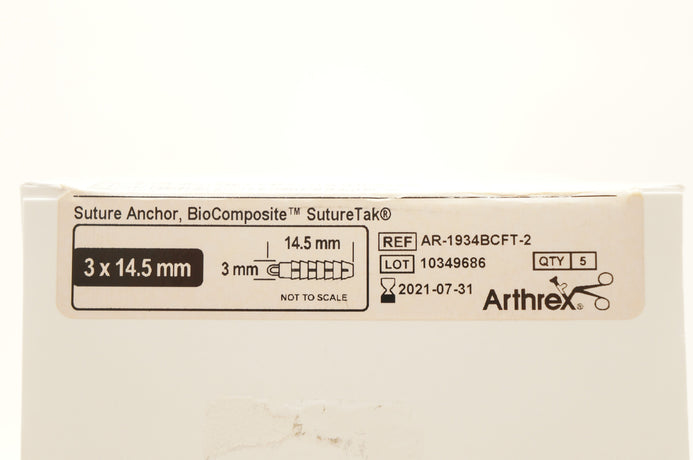 Suture Anchor, BioComposite™ SutureTak®
3 x 14.5 mm
14.5 mm
3 mm
NOT TO SCALE
REF AR-1934BCFT-2
LOT 10349686
QTY 5
2021-07-31
Arthrex®